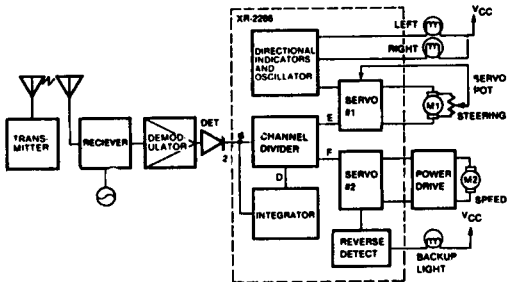 XR-2266
LEFT
VCC
RIGHT
DIRECTIONAL
INDICATORS
AND
OSCILLATOR
SERVO
POT
SERVO
#1
M1
STEERING
TRANS-
MITTER
RECIEVER
DEMOD-
ULATOR
DET
2
E
CHANNEL
DIVIDER
F
D
INTEGRATOR
SERVO
#2
POWER
DRIVE
M2
SPEED
REVERSE
DETECT
VCC
BACKUP
LIGHT